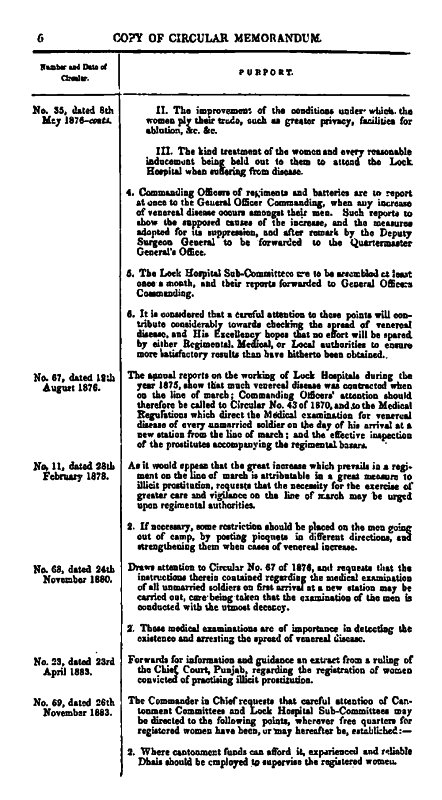 6 COPY OF CIRCULAR MEMORANDUM.
Number and Date of
Circular.
PURPORT.
No. 35, dated 8th
May 1876—contd.
II. The improvement of the conditions under which the
women ply their trade, such as greater privacy, facilities for
ablution, &c. &c.
III. The kind treatment of the women and every reasonable
inducement being held out to them to attend the Lock
Hospital when suffering from disease.
4. Commanding Officers of regiments and batteries are to report
at once to the General Officer Commanding, when any increase
of venereal disease occurs amongst their men. Such reports to
show the supposed causes of the increase, and the measures
adopted for its suppression, and after remark by the Deputy
Surgeon General to be forwarded to the Quartermaster
General's Office.
5. The Lock Hospital Sub-Committees are to be assembled at least
once a month, and their reports forwarded to General Officers
Commanding.
6. It is considered that a careful attention to these points will con-
tribute considerably towards checking the spread of venereal
disease, and His Excellency hopes that no effort will be spared
by either Regimental, Medical, or Local authorities to ensure
more satisfactory results than have hitherto been obtained.
No. 67, dated 12th
August 1876.
The annual reports on the working of Lock Hospitals during the
year 1875, show that much venereal disease was contracted when
on the line of march; Commanding Officers' attention should
therefore be called to Circular No. 43 of 1870, and to the Medical
Regulations which direct the Medical examination for venereal
disease of every unmarried soldier on the day of his arrival at a
new station from the line of march; and the effective inspection
of the prostitutes accompanying the regimental bazars.
No. 11, dated 28th
February 1878.
As it would appear that the great increase which prevails in a regi-
ment on the line of march is attributable in a great measure to
illicit prostitution, requests that the necessity for the exercise of
greater care and vigilance on the line of march may be urged
upon regimental authorities.
2. If necessary, some restriction should be placed on the men going
out of camp, by posting picquets in different directions, and
strengthening them when cases of venereal increase.
No. 68, dated 24th
November 1880.
Draws attention to Circular No. 67 of 1876, and requests that the
instructions therein contained regarding the medical examination
of all unmarried soldiers on first arrival at a new station may be
carried out, care being taken that the examination of the men is
conducted with the utmost decency.
2. These medical examinations are of importance in detecting the
existence and arresting the spread of venereal disease.
No. 23, dated 23rd
April 1883.
Forwards for information and guidance an extract from a ruling of
the Chief Court, Punjab, regarding the registration of women
convicted of practising illicit prostitution.
No. 69, dated 26th
November 1883.
The Commander in Chief requests that careful attention of Can-
tonment Committees and Lock Hospital Sub-Committees may
be directed to the following points, wherever free quarters for
registered women have been, or may hereafter be, established:—
2. Where cantonment funds can afford it, experienced and reliable
Dhais should be employed to supervise the registered women.